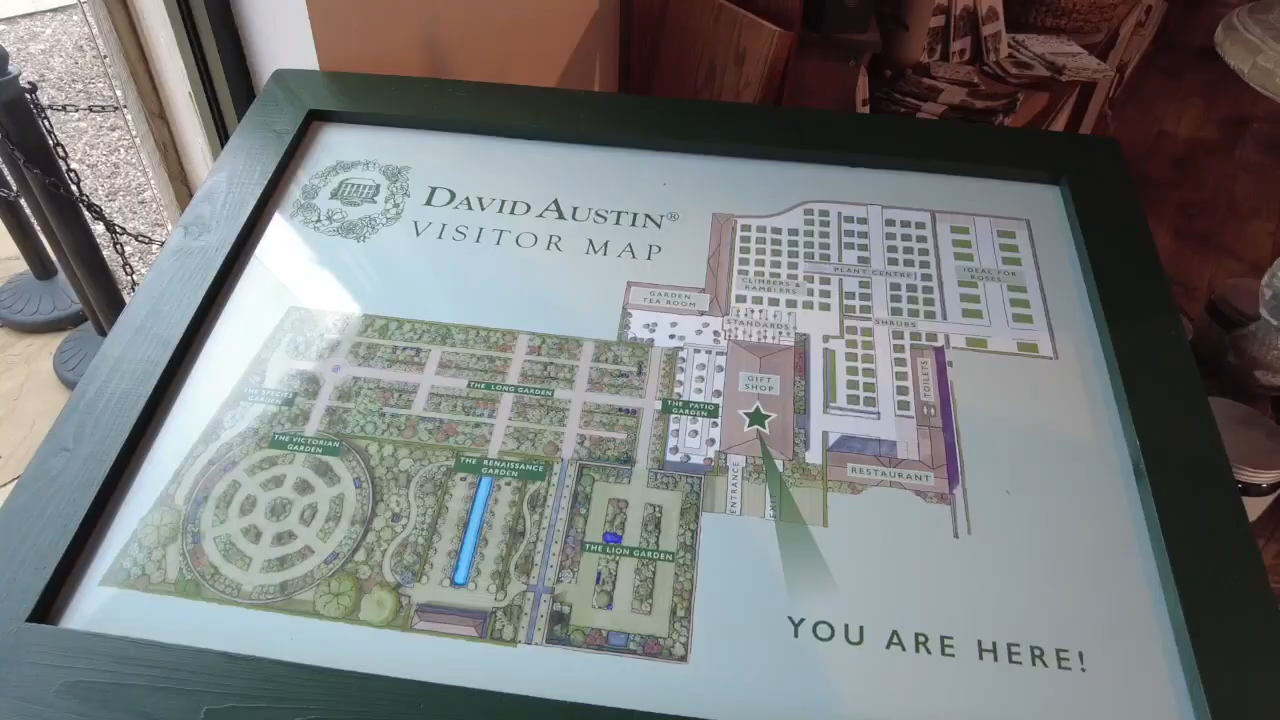 DAVID AUSTIN®
VISITOR MAP
GARDEN
TEA ROOM
CLIMBERS &
RAMBLERS
PLANT CENTRE
IDEAL FOR
ROSES
STANDARDS
SHRUBS
TOILETS
GIFT
SHOP
THE PATIO
GARDEN
THE LONG GARDEN
THE SPECIES
GARDEN
THE VICTORIAN
GARDEN
THE RENAISSANCE
GARDEN
THE LION GARDEN
ENTRANCE
EXIT
RESTAURANT
YOU ARE HERE!